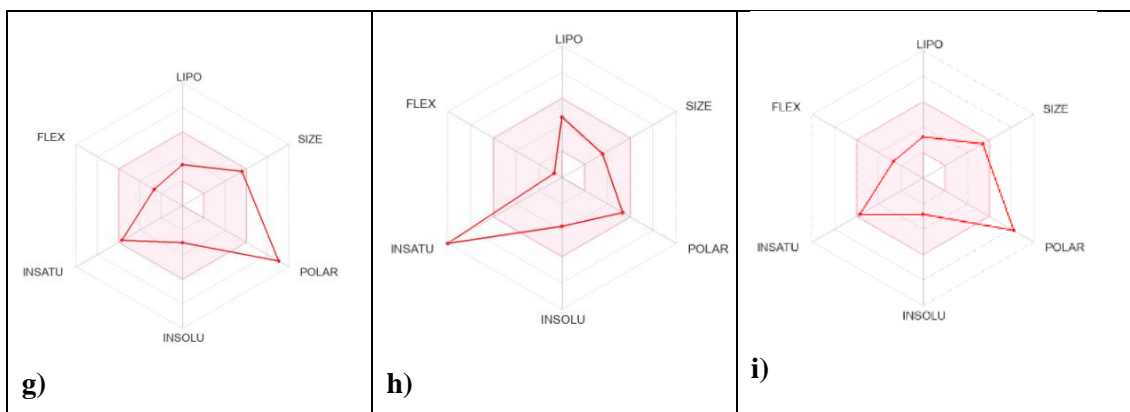 LIPO
FLEX
SIZE
INSATU
POLAR
INSOLU
g)
LIPO
FLEX
SIZE
INSATU
POLAR
INSOLU
h)
LIPO
FLEX
SIZE
INSATU
POLAR
INSOLU
i)